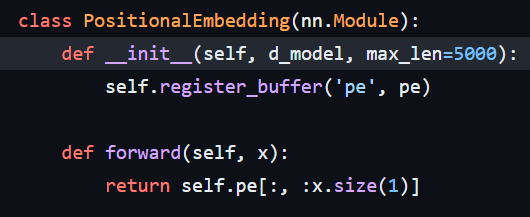 class PositionalEmbedding(nn.Module):
    def __init__(self, d_model, max_len=5000):
        self.register_buffer('pe', pe)

    def forward(self, x):
        return self.pe[:, :x.size(1)]